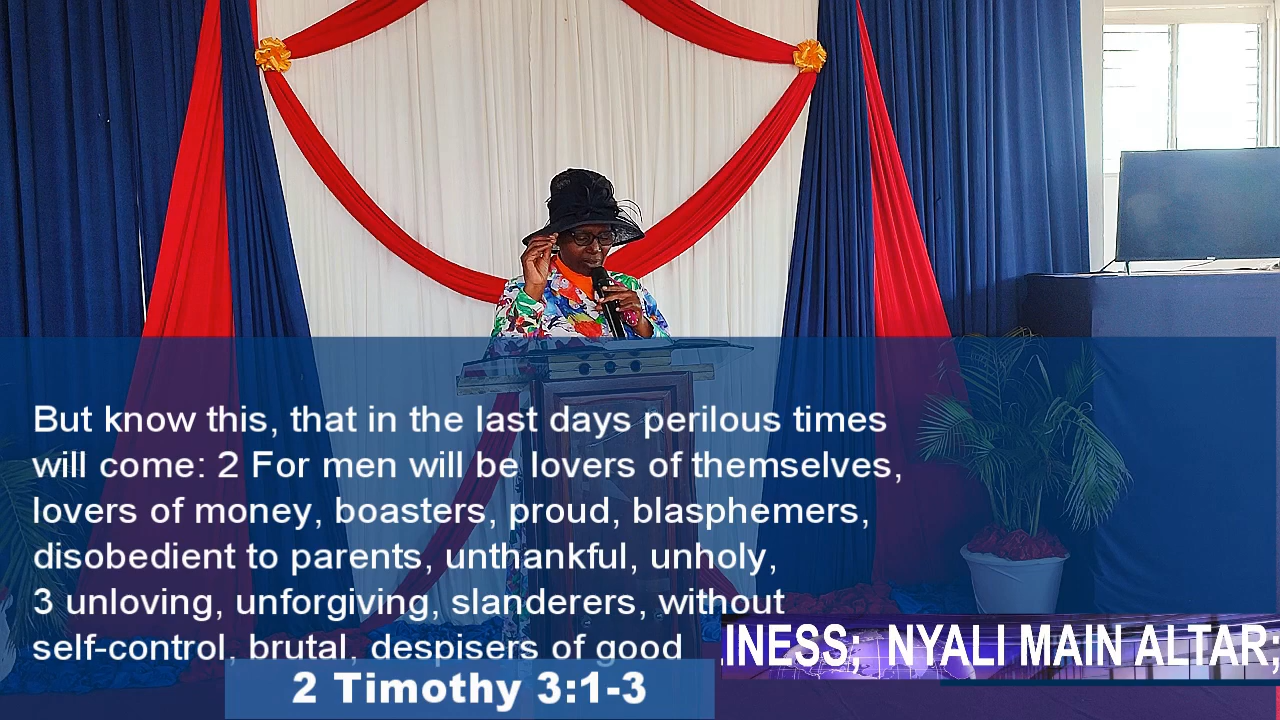 But know this, that in the last days perilous times
will come: 2 For men will be lovers of themselves,
lovers of money, boasters, proud, blasphemers,
disobedient to parents, unthankful, unholy,
3 unloving, unforgiving, slanderers, without
self-control, brutal, despisers of good
2 Timothy 3:1-3
INESS; NYALI MAIN ALTAR;